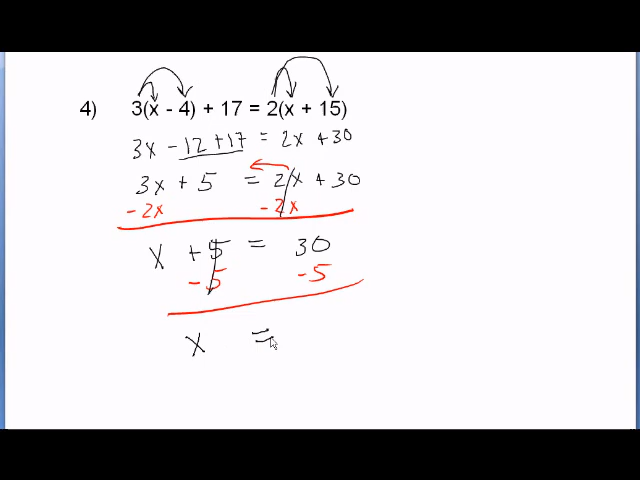 4) 3(x - 4) + 17 = 2(x + 15)
3x - 12 + 17 = 2x + 30
3x + 5 = 2x + 30
- 2x - 2x
x + 5 = 30
- 5 - 5
x =